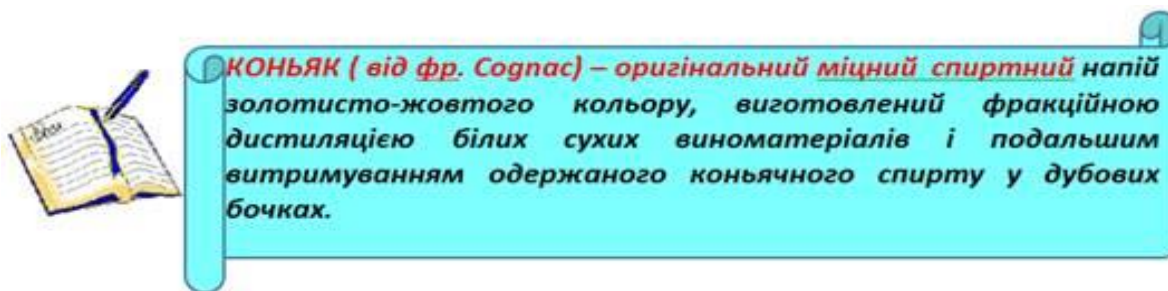 КОНЬЯК ( від фр. Cognac) – оригінальний міцний спиртний напій
золотисто-жовтого кольору, виготовлений фракційною
дистиляцією білих сухих виноматеріалів і подальшим
витримуванням одержаного коньячного спирту у дубових
бочках.